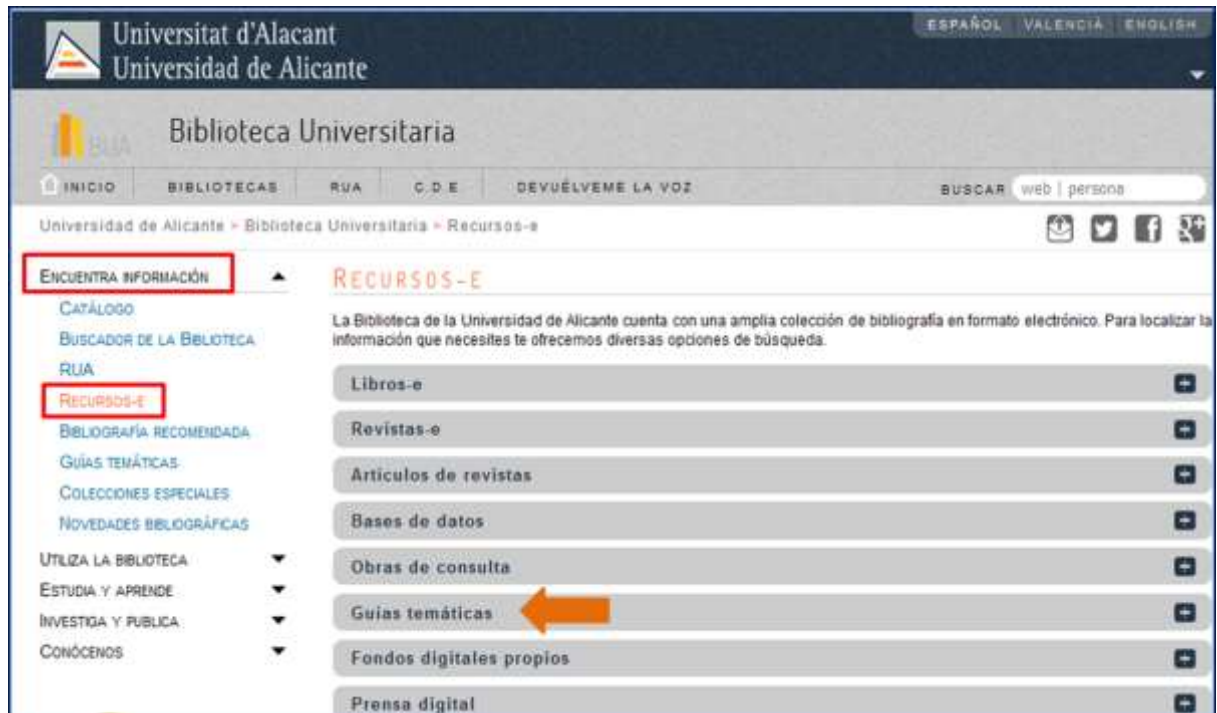 Universitat d'Alacant
Universidad de Alicante
ESPAÑOL VALENCIÀ ENGLISH
BUA
Biblioteca Universitaria
INICIO BIBLIOTECAS RUA C.D.E DEVUÉLVEME LA VOZ BUSCAR web | persona
Universidad de Alicante > Biblioteca Universitaria > Recursos-e
ENCUENTRA INFORMACIÓN
CATÁLOGO
BUSCADOR DE LA BIBLIOTECA
RUA
RECURSOS-E
BIBLIOGRAFÍA RECOMENDADA
GUÍAS TEMÁTICAS
COLECCIONES ESPECIALES
NOVEDADES BIBLIOGRÁFICAS
UTILIZA LA BIBLIOTECA
ESTUDIA Y APRENDE
INVESTIGA Y PUBLICA
CONÓCENOS
RECURSOS-E
La Biblioteca de la Universidad de Alicante cuenta con una amplia colección de bibliografía en formato electrónico. Para localizar la
información que necesites te ofrecemos diversas opciones de búsqueda.
Libros-e
Revistas-e
Artículos de revistas
Bases de datos
Obras de consulta
Guías temáticas
Fondos digitales propios
Prensa digital